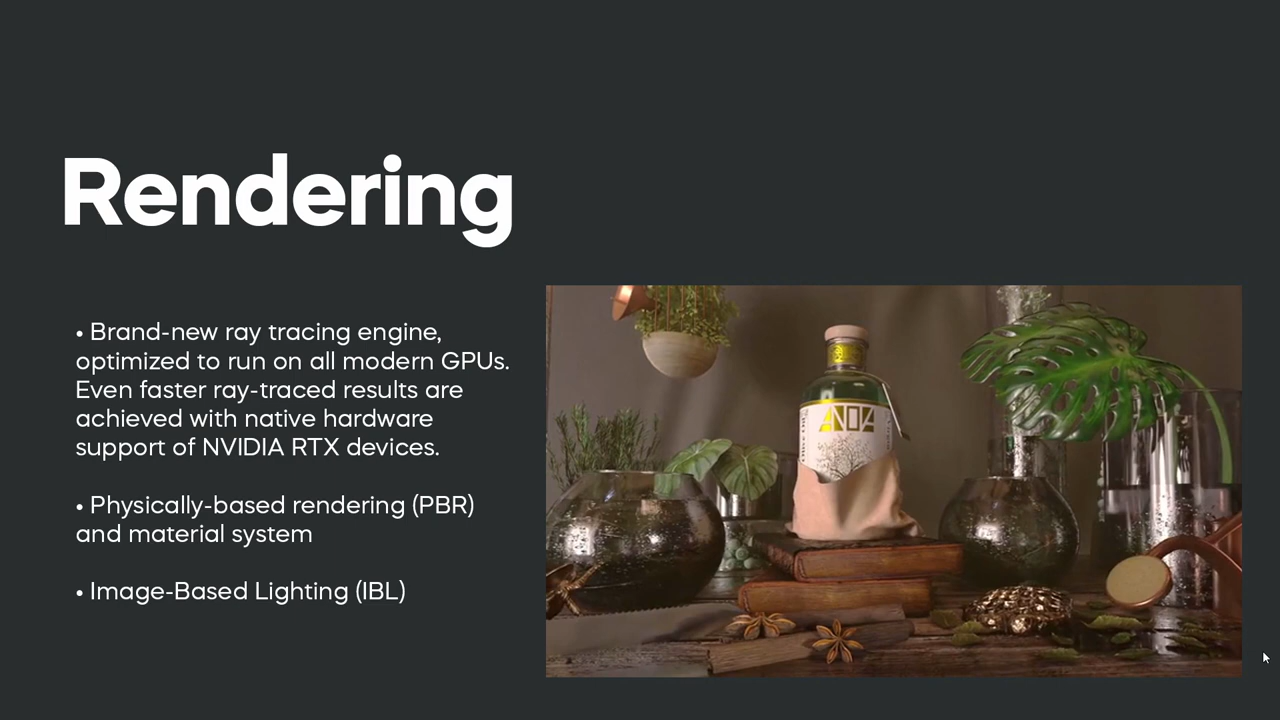 Rendering
• Brand-new ray tracing engine,
optimized to run on all modern GPUs.
Even faster ray-traced results are
achieved with native hardware
support of NVIDIA RTX devices.
• Physically-based rendering (PBR)
and material system
• Image-Based Lighting (IBL)